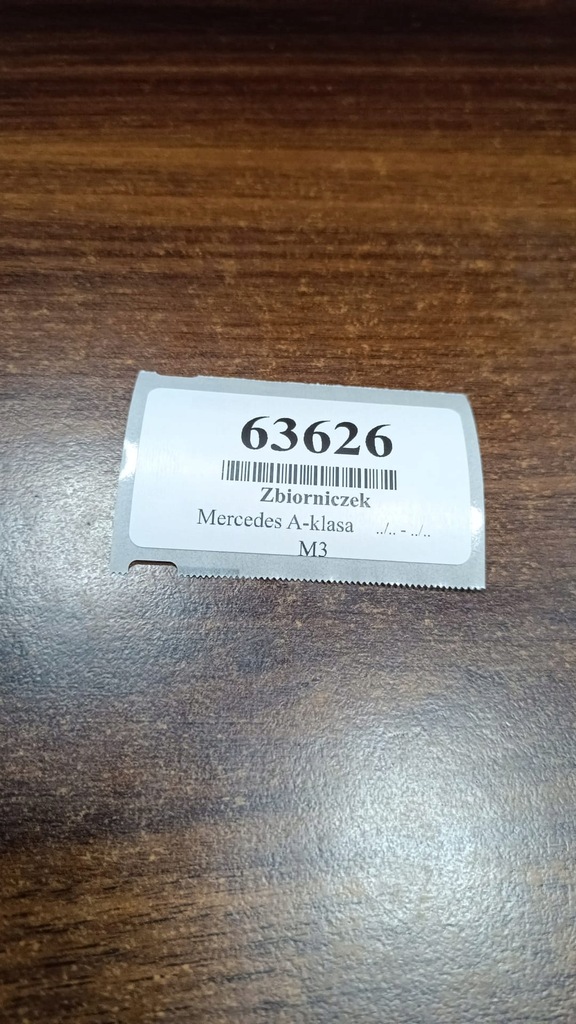 63626
Zbiorniczek
Mercedes A-klasa ../.. - ../..
M3